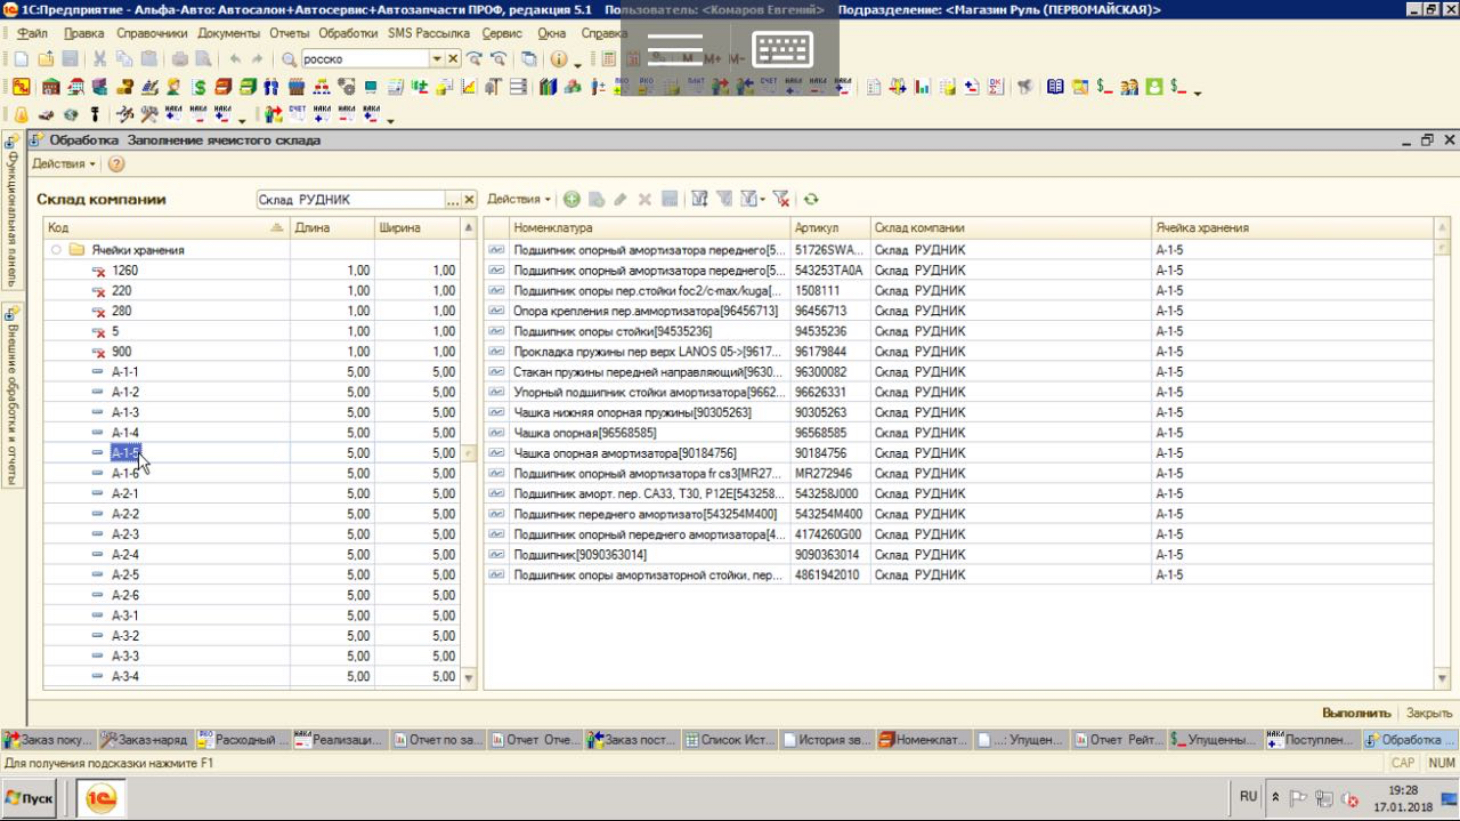 1С:Предприятие - Альфа-Авто: Автосалон+Автосервис+Автозапчасти ПРОФ, редакция 5.1 Пользователь: <Комаров Евгений> Подразделение: <Магазин Руль (ПЕРВОМАЙСКАЯ)>
Файл Правка Справочники Документы Отчеты Обработки SMS Рассылка Сервис Окна Справка
росско M M+ M-
Обработка Заполнение ячеистого склада
Действия
Функциональная панель
Внешние обработки и отчеты
Склад компании Склад РУДНИК ... Действия
Код Длина Ширина Номенклатура Артикул Склад компании Ячейка хранения
Ячейки хранения Подшипник опорный амортизатора переднего[5... 51726SWA... Склад РУДНИК А-1-5
1260 1,00 1,00 Подшипник опорный амортизатора переднего[5... 543253TA0A Склад РУДНИК А-1-5
220 1,00 1,00 Подшипник опоры пер.стойки foc2/c-max/kuga[... 1508111 Склад РУДНИК А-1-5
280 1,00 1,00 Опора крепления пер.аммортизатора[96456713] 96456713 Склад РУДНИК А-1-5
5 1,00 1,00 Подшипник опоры стойки[94535236] 94535236 Склад РУДНИК А-1-5
900 1,00 1,00 Прокладка пружины пер верх LANOS 05->[9617... 96179844 Склад РУДНИК А-1-5
А-1-1 5,00 5,00 Стакан пружины передней направляющий[9630... 96300082 Склад РУДНИК А-1-5
А-1-2 5,00 5,00 Упорный подшипник стойки амортизатора[9662... 96626331 Склад РУДНИК А-1-5
А-1-3 5,00 5,00 Чашка нижняя опорная пружины[90305263] 90305263 Склад РУДНИК А-1-5
А-1-4 5,00 5,00 Чашка опорная[96568585] 96568585 Склад РУДНИК А-1-5
А-1-5 5,00 5,00 Чашка опорная амортизатора[90184756] 90184756 Склад РУДНИК А-1-5
А-1-6 5,00 5,00 Подшипник опорный амортизатора fr cs3[MR27... MR272946 Склад РУДНИК А-1-5
А-2-1 5,00 5,00 Подшипник аморт. пер. CA33, T30, P12E[543258... 543258J000 Склад РУДНИК А-1-5
А-2-2 5,00 5,00 Подшипник переднего амортизато[543254M400] 543254M400 Склад РУДНИК А-1-5
А-2-3 5,00 5,00 Подшипник опорный переднего амортизатора[4... 4174260G00 Склад РУДНИК А-1-5
А-2-4 5,00 5,00 Подшипник[9090363014] 9090363014 Склад РУДНИК А-1-5
А-2-5 5,00 5,00 Подшипник опоры амортизаторной стойки, пер... 4861942010 Склад РУДНИК А-1-5
А-2-6 5,00 5,00
А-3-1 5,00 5,00
А-3-2 5,00 5,00
А-3-3 5,00 5,00
А-3-4 5,00 5,00
Выполнить Закрыть
Заказ поку... Заказ-наряд Расходный ... Реализаци... Отчет по за... Отчет Отче... Заказ пост... Список Ист... История зв... Номенклат... ...: Упущен... Отчет Рейт... Упущенны... Поступлен... Обработка ...
Для получения подсказки нажмите F1 CAP NUM
Пуск RU 19:28
17.01.2018